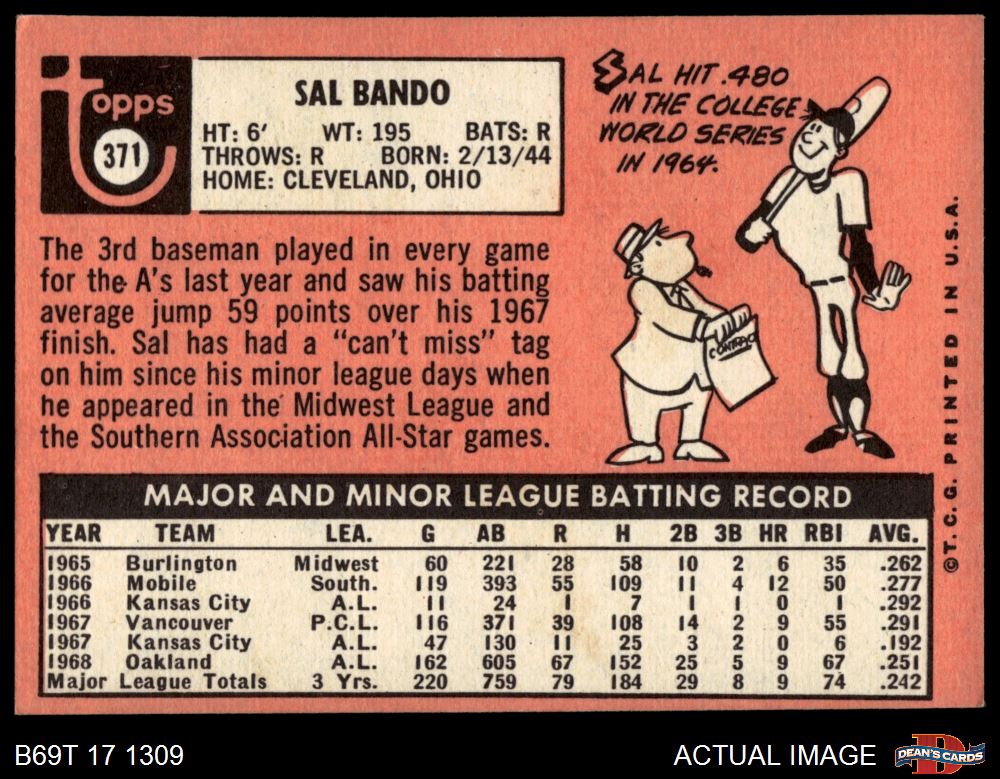 Topps
371
SAL BANDO
HT: 6' WT: 195 BATS: R
THROWS: R BORN: 2/13/44
HOME: CLEVELAND, OHIO
The 3rd baseman played in every game
for the A's last year and saw his batting
average jump 59 points over his 1967
finish. Sal has had a "can't miss" tag
on him since his minor league days when
he appeared in the Midwest League and
the Southern Association All-Star games.
SAL HIT .480
IN THE COLLEGE
WORLD SERIES
IN 1964.
CONTRAC
MAJOR AND MINOR LEAGUE BATTING RECORD
YEAR TEAM LEA. G AB R H 2B 3B HR RBI AVG.
1965 Burlington Midwest 60 221 28 58 10 2 6 35 .262
1966 Mobile South. 119 393 55 109 11 4 12 50 .277
1966 Kansas City A.L. 11 24 1 7 1 1 0 1 .292
1967 Vancouver P.C.L. 116 371 39 108 14 2 9 55 .291
1967 Kansas City A.L. 47 130 11 25 3 2 0 6 .192
1968 Oakland A.L. 162 605 67 152 25 5 9 67 .251
Major League Totals 3 Yrs. 220 759 79 184 29 8 9 74 .242
©T.C.G. PRINTED IN U.S.A.
B69T 17 1309
ACTUAL IMAGE
DEAN'S CARDS